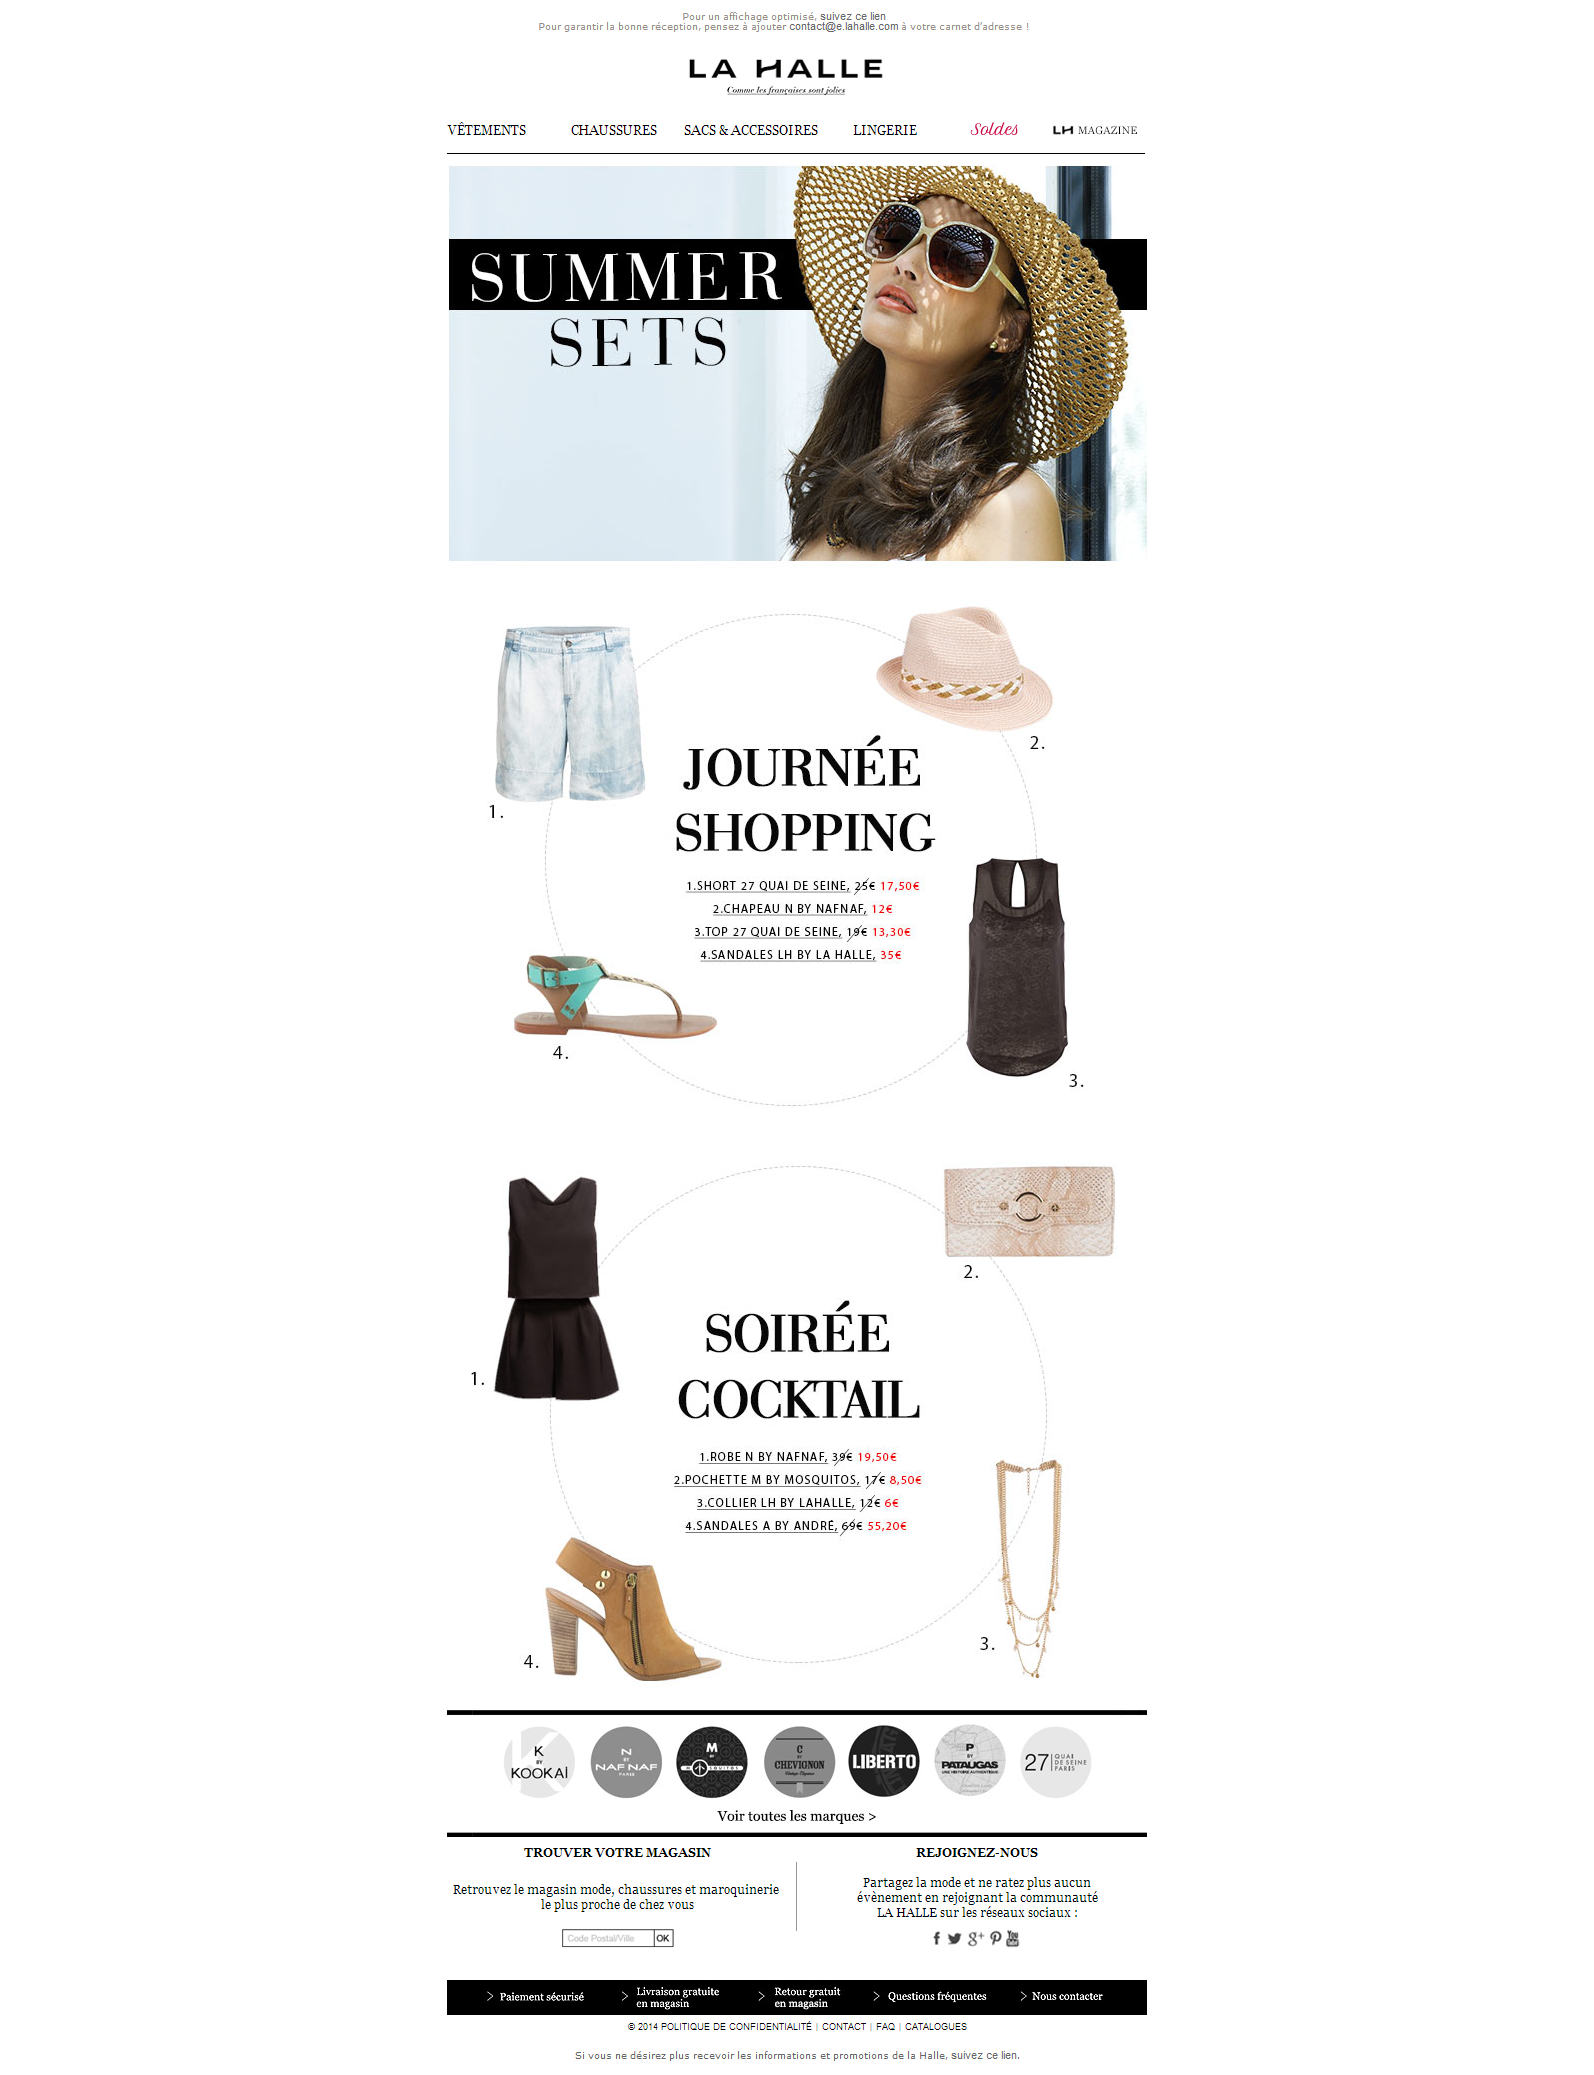 Pour un affichage optimisé, suivez ce lien
Pour garantir la bonne réception, pensez à ajouter contact@e.lahalle.com à votre carnet d'adresse !
LA HALLE
Comme les françaises sont jolies
VÊTEMENTS CHAUSSURES SACS & ACCESSOIRES LINGERIE Soldes LH MAGAZINE
SUMMER
SETS
1.
2.
JOURNÉE
SHOPPING
1.SHORT 27 QUAI DE SEINE, 25€ 17,50€
2.CHAPEAU N BY NAFNAF, 12€
3.TOP 27 QUAI DE SEINE, 19€ 13,30€
4.SANDALES LH BY LA HALLE, 35€
4.
3.
2.
1.
SOIRÉE
COCKTAIL
1.ROBE N BY NAFNAF, 39€ 19,50€
2.POCHETTE M BY MOSQUITOS, 17€ 8,50€
3.COLLIER LH BY LAHALLE, 12€ 6€
4.SANDALES A BY ANDRÉ, 69€ 55,20€
3.
4.
K BY KOOKAÏ
N BY NAF NAF PARIS
M BY MOSQUITOS
C BY CHEVIGNON Vintage Elegance
LIBERTO
P BY PATAUGAS UNE HISTOIRE AUTHENTIQUE
27 QUAI DE SEINE PARIS
Voir toutes les marques >
TROUVER VOTRE MAGASIN
Retrouvez le magasin mode, chaussures et maroquinerie
le plus proche de chez vous
Code Postal/Ville OK
REJOIGNEZ-NOUS
Partagez la mode et ne ratez plus aucun
évènement en rejoignant la communauté
LA HALLE sur les réseaux sociaux :
You Tube
> Paiement sécurisé
> Livraison gratuite
en magasin
> Retour gratuit
en magasin
> Questions fréquentes
> Nous contacter
© 2014 POLITIQUE DE CONFIDENTIALITÉ | CONTACT | FAQ | CATALOGUES
Si vous ne désirez plus recevoir les informations et promotions de la Halle, suivez ce lien.